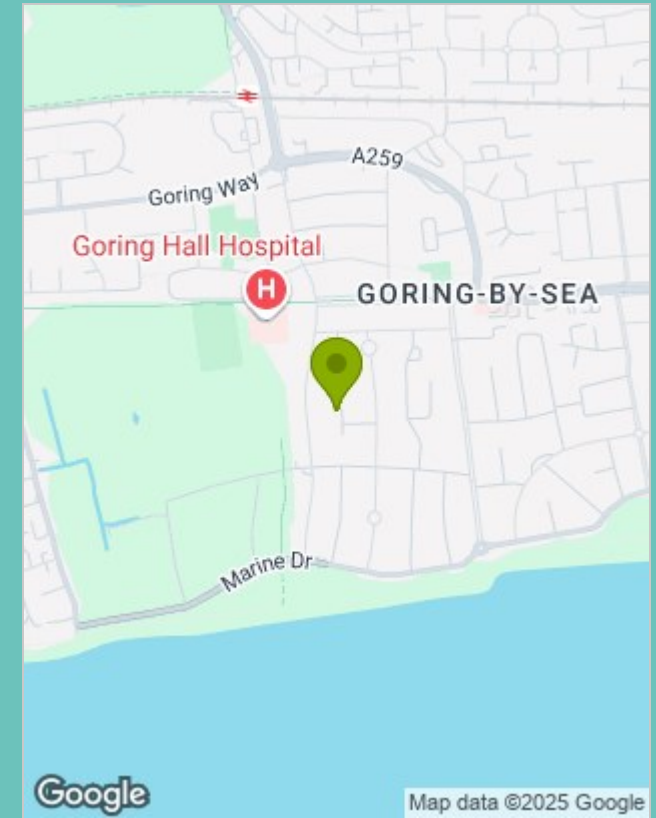 A259
Goring Way
Goring Hall Hospital
H
GORING-BY-SEA
Marine Dr
Google
Map data ©2025 Google